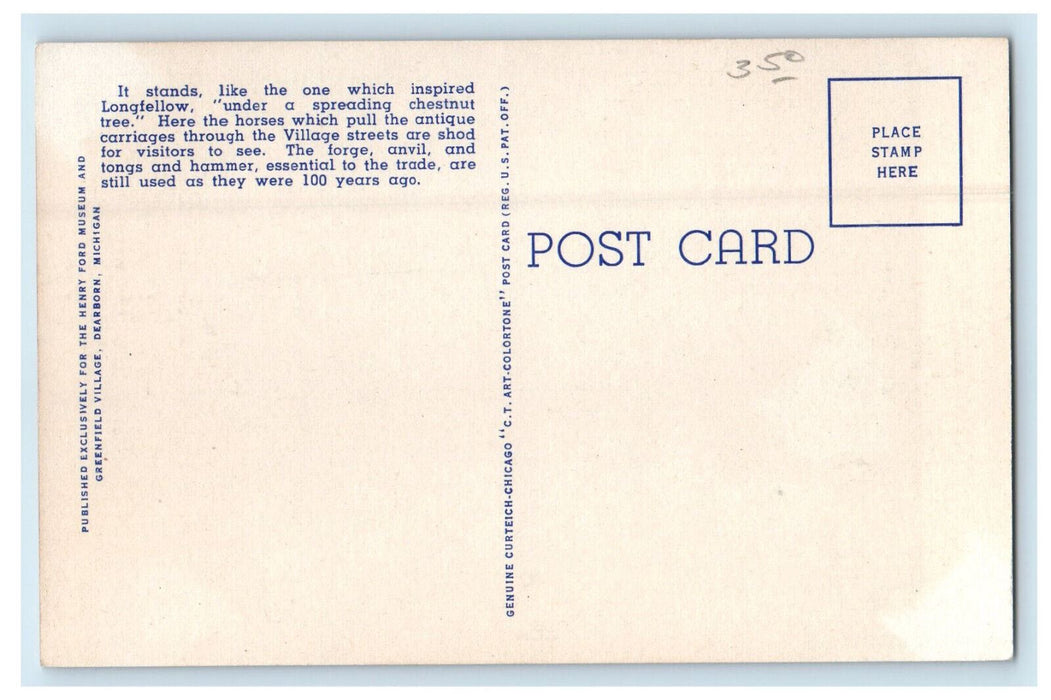 It stands, like the one which inspired
Longfellow, "under a spreading chestnut
tree." Here the horses which pull the antique
carriages through the Village streets are shod
for visitors to see. The forge, anvil, and
tongs and hammer, essential to the trade, are
still used as they were 100 years ago.
PUBLISHED EXCLUSIVELY FOR THE HENRY FORD MUSEUM AND
GREENFIELD VILLAGE, DEARBORN, MICHIGAN
GENUINE CURTEICH-CHICAGO "C.T. ART-COLORTONE" POST CARD (REG. U.S. PAT. OFF.)
3 50
PLACE
STAMP
HERE
POST CARD